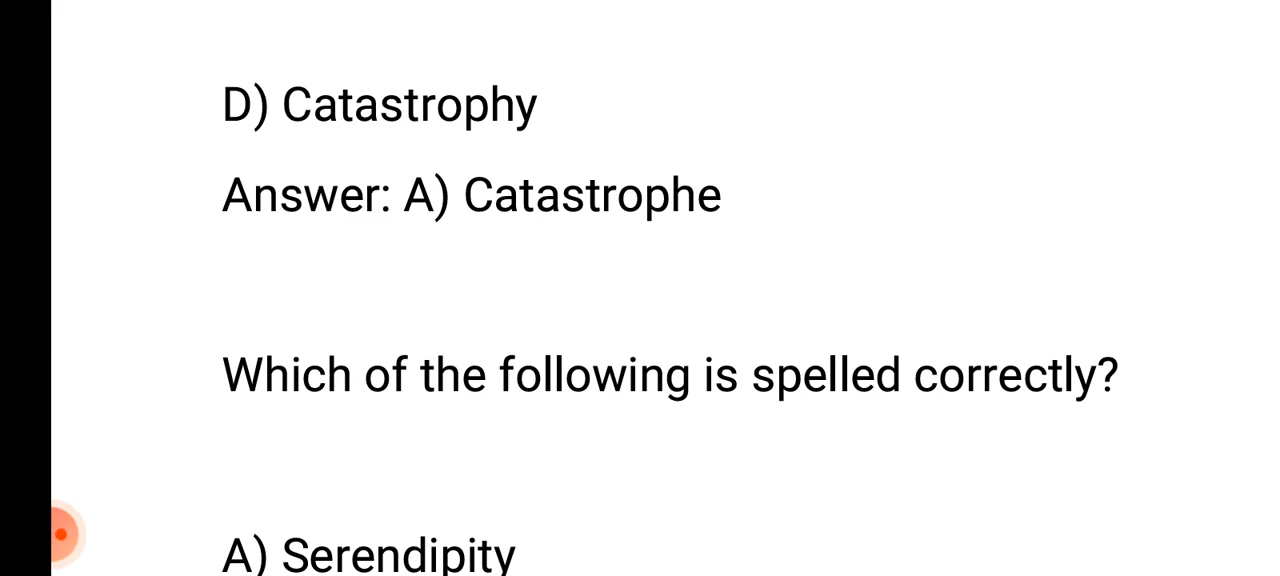 D) Catastrophy
Answer: A) Catastrophe
Which of the following is spelled correctly?
A) Serendipity